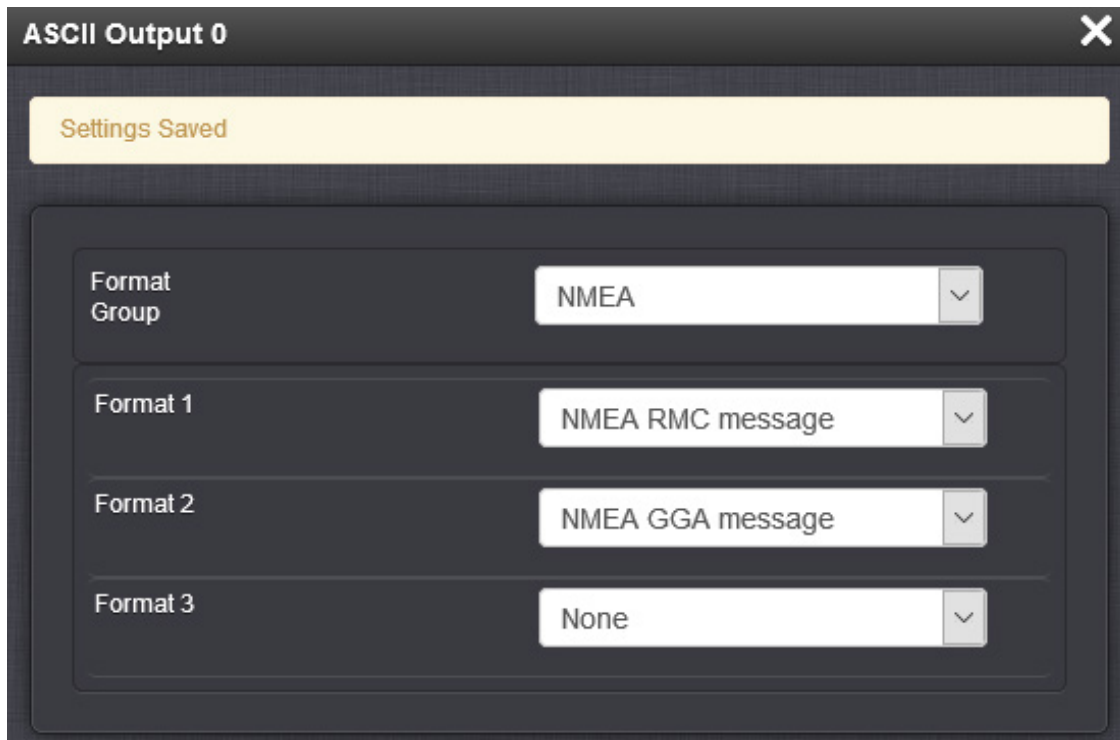 ASCII Output 0
Settings Saved
Format
Group
NMEA
Format 1
NMEA RMC message
Format 2
NMEA GGA message
Format 3
None